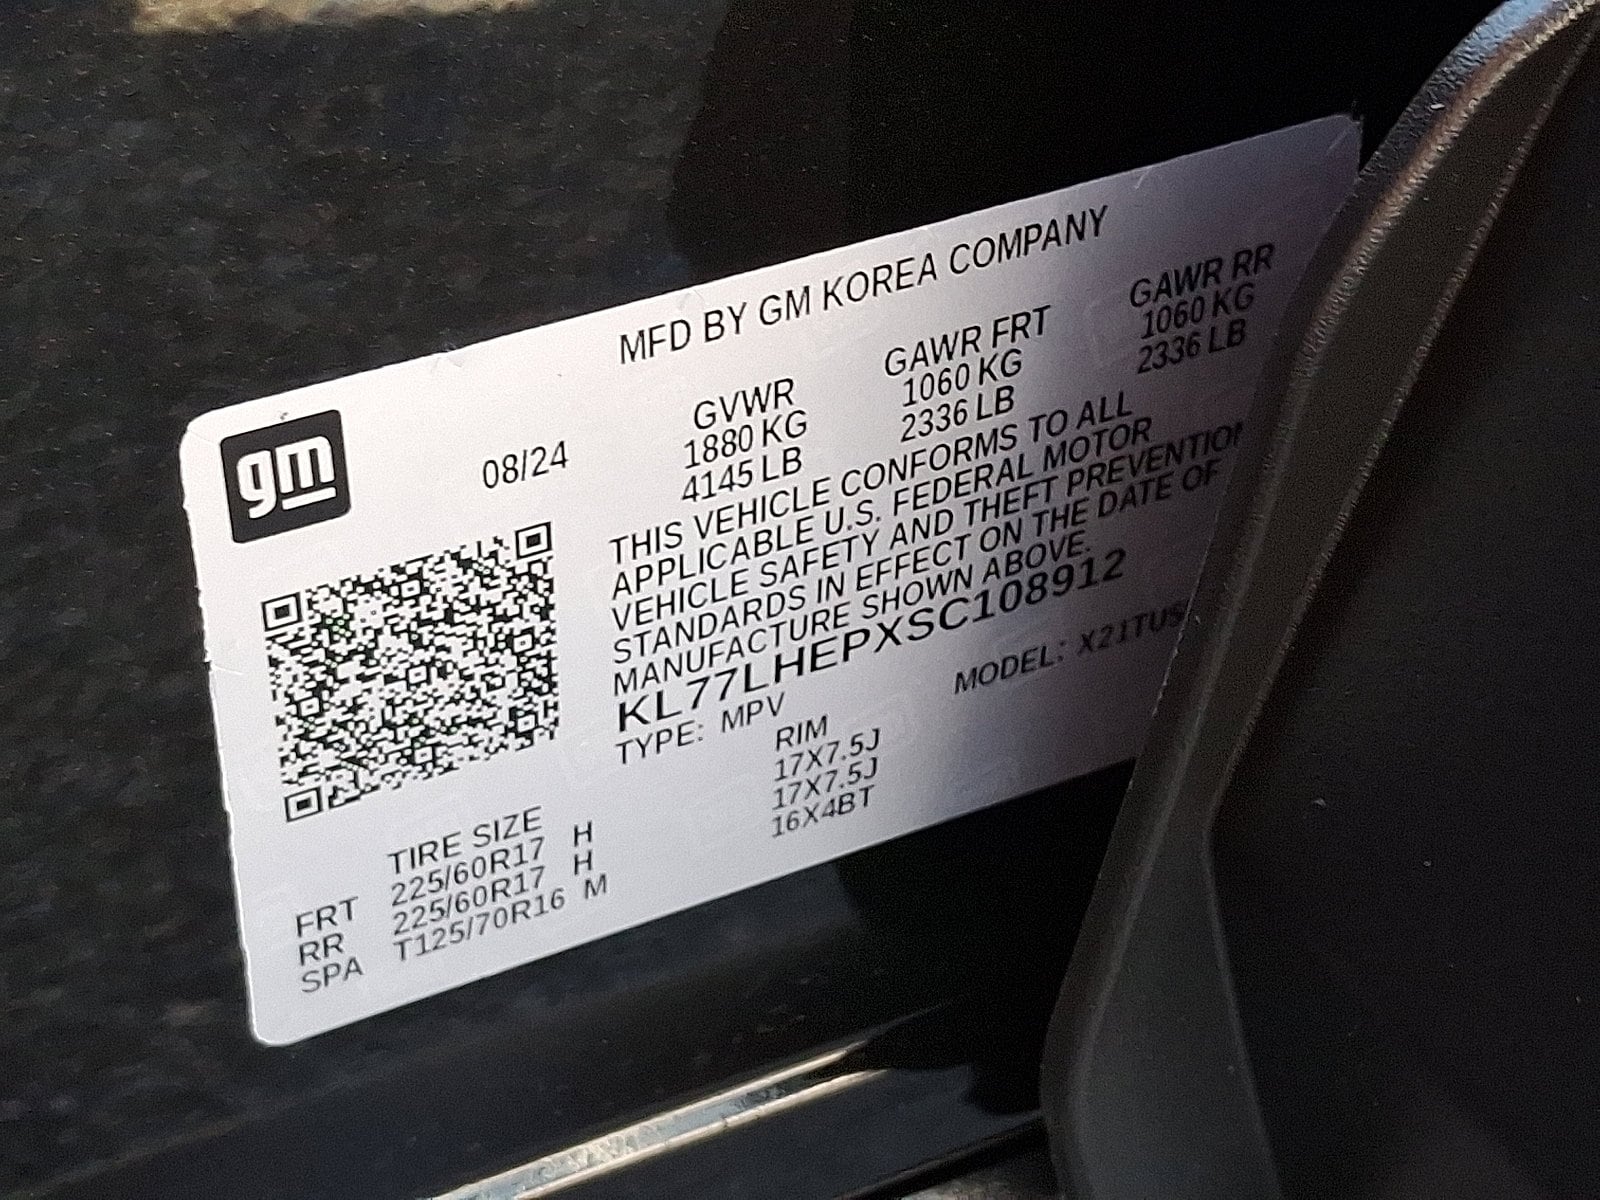 MFD BY GM KOREA COMPANY
gm
08/24
GVWR GAWR FRT GAWR RR
1880 KG 1060 KG 1060 KG
4145 LB 2336 LB 2336 LB
THIS VEHICLE CONFORMS TO ALL
APPLICABLE U.S. FEDERAL MOTOR
VEHICLE SAFETY AND THEFT PREVENTION
STANDARDS IN EFFECT ON THE DATE OF
MANUFACTURE SHOWN ABOVE.
KL77LHEPXSC108912
TYPE: MPV MODEL: X21TUS
TIRE SIZE RIM
FRT 225/60R17 H 17X7.5J
RR 225/60R17 H 17X7.5J
SPA T125/70R16 M 16X4BT